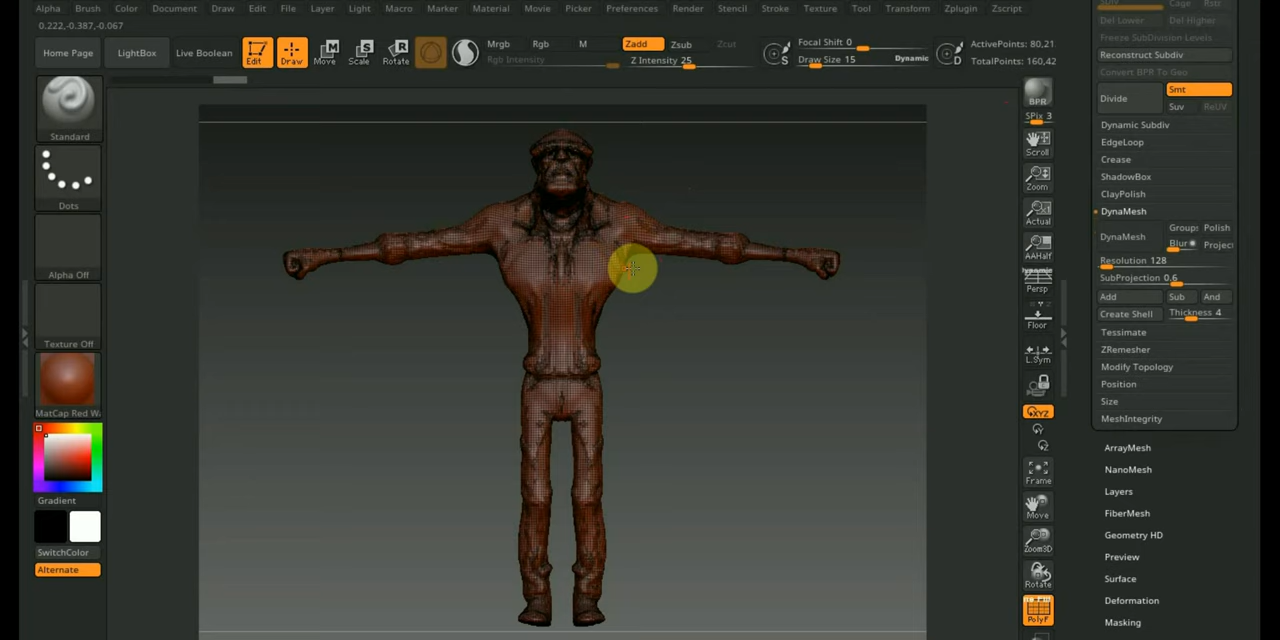 Alpha Brush Color Document Draw Edit File Layer Light Macro Marker Material Movie Picker Preferences Render Stencil Stroke Texture Tool Transform Zplugin Zscript
0.222,-0.387,-0.067
Home Page LightBox Live Boolean Edit Draw Move Scale Rotate
Mrgb Rgb M Zadd Zsub Zcut
Rgb Intensity Z Intensity 25
Focal Shift 0
Draw Size 15 Dynamic
S
D
ActivePoints: 80,21
TotalPoints: 160,42
Standard
Dots
Alpha Off
Texture Off
MatCap Red Wa
Gradient
SwitchColor
Alternate
BPR
SPix 3
Scroll
Zoom
Actual
AAHalf
Dynamic
Persp
Floor
L.Sym
XYZ
Frame
Move
Zoom3D
Rotate
PolyF
SDiv Cage Rstr
Del Lower Del Higher
Freeze SubDivision Levels
Reconstruct Subdiv
Convert BPR To Geo
Divide Smt
Suv ReUV
Dynamic Subdiv
EdgeLoop
Crease
ShadowBox
ClayPolish
DynaMesh
DynaMesh Groups Polish
Blur Project
Resolution 128
SubProjection 0.6
Add Sub And
Create Shell Thickness 4
Tessimate
ZRemesher
Modify Topology
Position
Size
MeshIntegrity
ArrayMesh
NanoMesh
Layers
FiberMesh
Geometry HD
Preview
Surface
Deformation
Masking